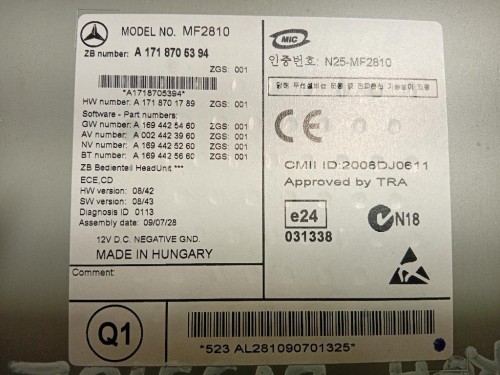 MODEL NO. MF2810
ZB number: A 171 870 53 94
ZGS: 001
*A1718705394*
HW number: A 171 870 17 89 ZGS: 001
Software - Part numbers:
GW number: A 169 442 54 60 ZGS: 001
AV number: A 002 442 39 60 ZGS: 001
NV number: A 169 442 52 60 ZGS: 001
BT number: A 169 442 56 60 ZGS: 001
ZB Bedienteil HeadUnit ***
ECE,CD
HW version: 08/42
SW version: 08/43
Diagnosis ID 0113
Assembly date: 09/07/28
12V D.C. NEGATIVE GND.
MADE IN HUNGARY
Comment:
Q1
MIC
인증번호: N25-MF2810
CE
CMII ID:2006DJ0611
Approved by TRA
e24
031338
N18
*523 AL281090701325*